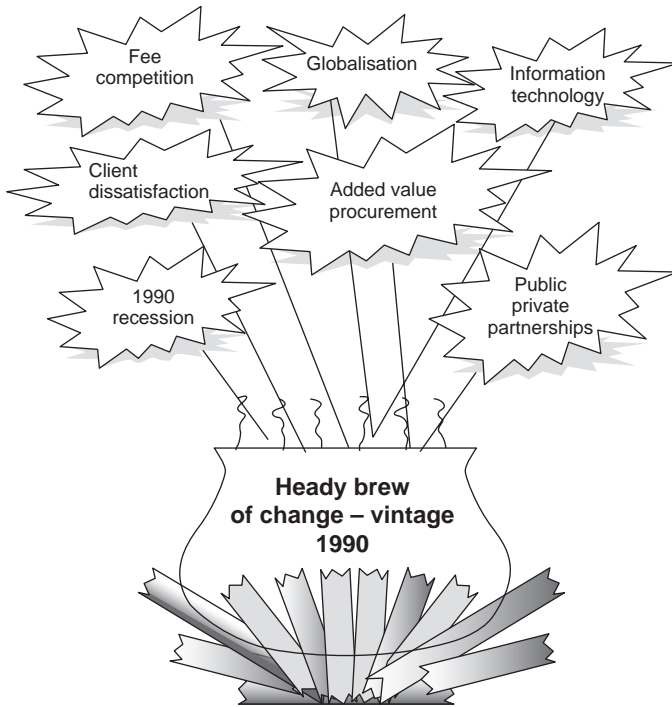 Fee
competition
Globalisation
Information
technology
Client
dissatisfaction
Added value
procurement
1990
recession
Public
private
partnerships
Heady brew
of change – vintage
1990